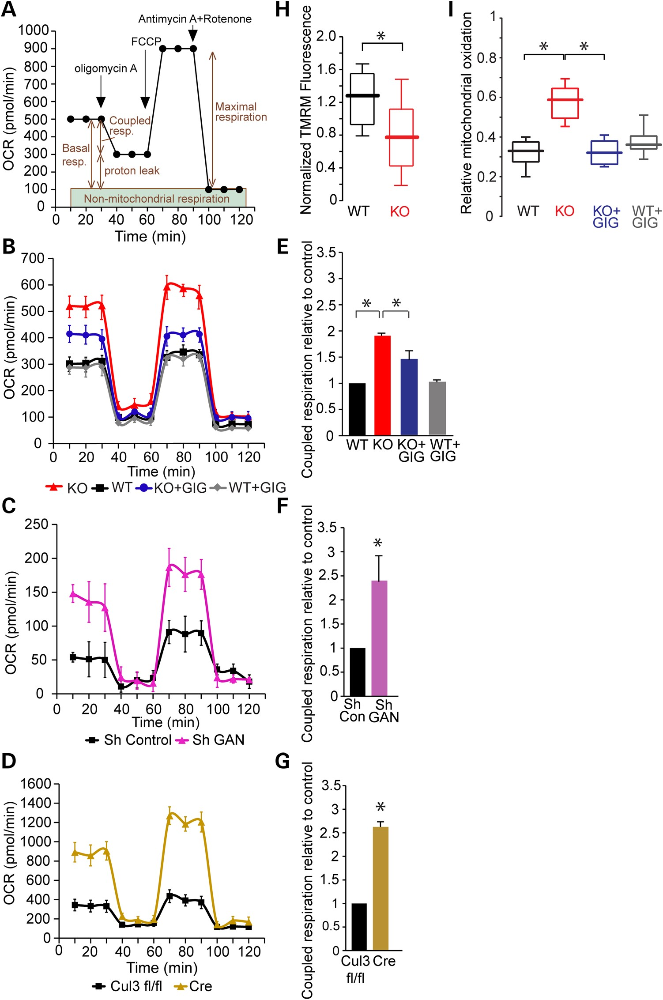 A
Antimycin A+Rotenone
FCCP
oligomycin A
OCR (pmol/min)
1000
900
800
700
600
500
400
300
200
100
0
Coupled
resp.
Basal
resp.
proton leak
Maximal
respiration
Non-mitochondrial respiration
0 20 40 60 80 100 120
Time (min)
H
Normalized TMRM Fluorescence
2.0
1.6
1.2
0.8
0.4
0
*
WT KO
I
Relative mitochondrial oxidation
1
0.8
0.6
0.4
0.2
0
* *
WT KO KO+ WT+
GIG GIG
B
OCR (pmol/min)
700
600
500
400
300
200
100
0
0 20 40 60 80 100 120
Time (min)
KO WT KO+GIG WT+GIG
E
Coupled respiration relative to control
3.5
3
2.5
2
1.5
1
0.5
0
* *
WT KO KO+ WT+
GIG GIG
C
OCR (pmol/min)
250
200
150
100
50
0
0 20 40 60 80 100 120
Time (min)
Sh Control Sh GAN
F
Coupled respiration relative to control
3.5
3
2.5
2
1.5
1
0.5
0
*
Sh Sh
Con GAN
D
OCR (pmol/min)
1600
1400
1200
1000
800
600
400
200
0
0 20 40 60 80 100 120
Time (min)
Cul3 fl/fl Cre
G
Coupled respiration relative to control
3.5
3
2.5
2
1.5
1
0.5
0
*
Cul3 Cre
fl/fl